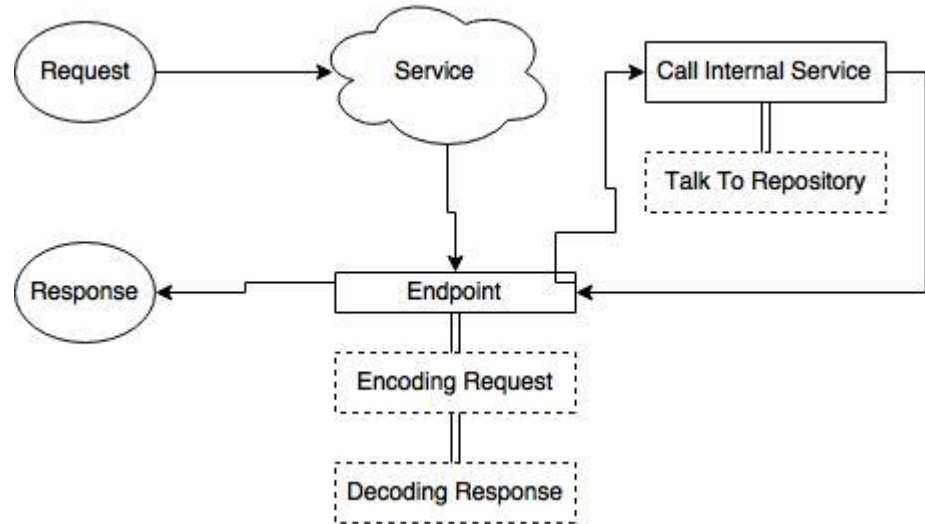 Request
Service
Call Internal Service
Talk To Repository
Response
Endpoint
Encoding Request
Decoding Response